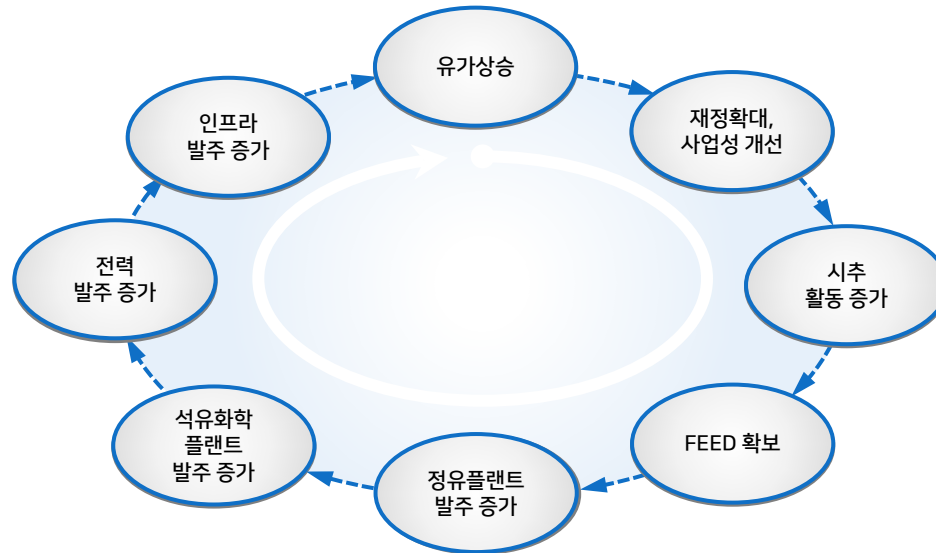 유가상승
재정확대,
사업성 개선
시추
활동 증가
FEED 확보
정유플랜트
발주 증가
석유화학
플랜트
발주 증가
전력
발주 증가
인프라
발주 증가